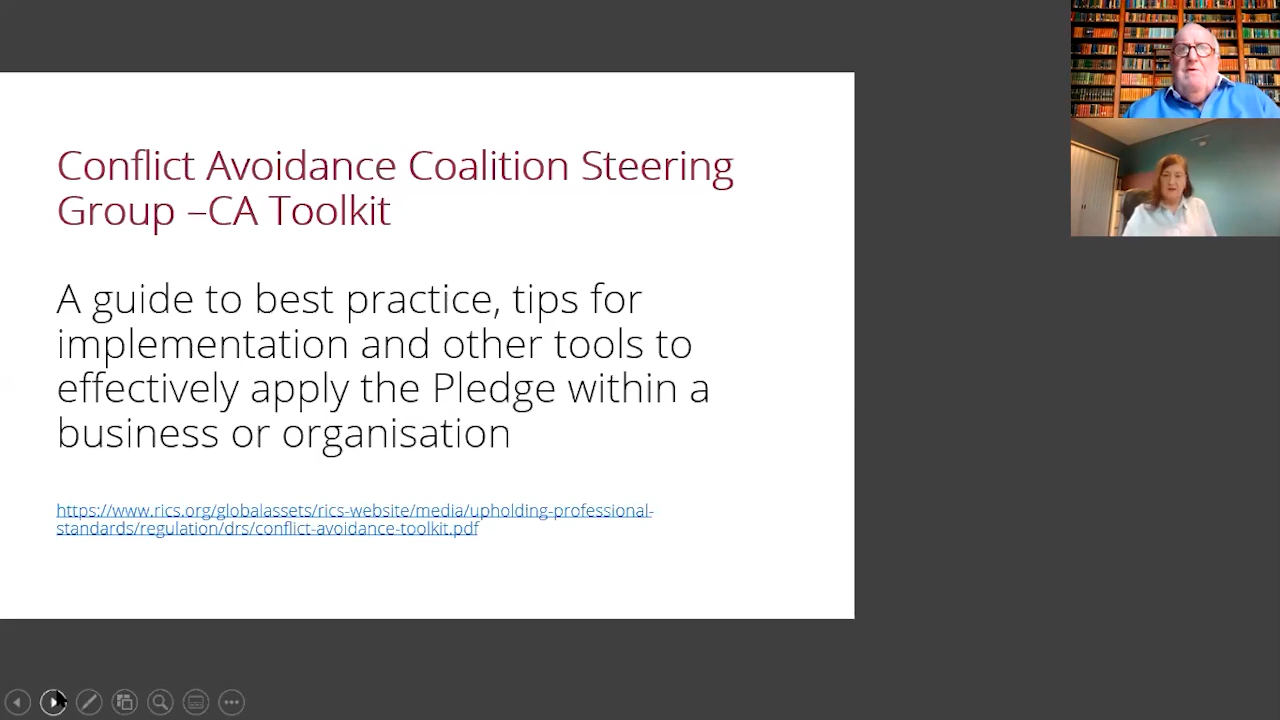 Conflict Avoidance Coalition Steering
Group –CA Toolkit
A guide to best practice, tips for
implementation and other tools to
effectively apply the Pledge within a
business or organisation
https://www.rics.org/globalassets/rics-website/media/upholding-professional-
standards/regulation/drs/conflict-avoidance-toolkit.pdf